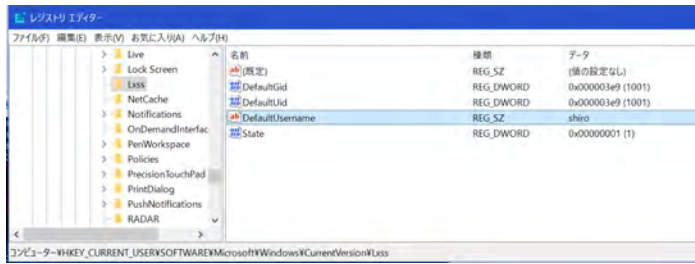 レジストリ エディター
ファイル(F) 編集(E) 表示(V) お気に入り(A) ヘルプ(H)
Live
Lock Screen
Lxss
NetCache
Notifications
OnDemandInterfac
PenWorkspace
Policies
PrecisionTouchPad
PrintDialog
PushNotifications
RADAR
名前 種類 データ
(既定) REG_SZ (値の設定なし)
DefaultGid REG_DWORD 0x000003e9 (1001)
DefaultUid REG_DWORD 0x000003e9 (1001)
DefaultUsername REG_SZ shiro
State REG_DWORD 0x00000001 (1)
コンピューター¥HKEY_CURRENT_USER¥SOFTWARE¥Microsoft¥Windows¥CurrentVersion¥Lxss